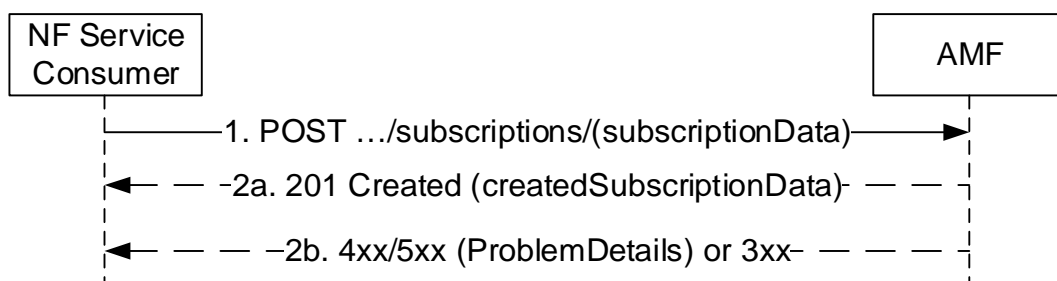 NF Service
Consumer
AMF
1. POST …/subscriptions/(subscriptionData)
2a. 201 Created (createdSubscriptionData)
2b. 4xx/5xx (ProblemDetails) or 3xx